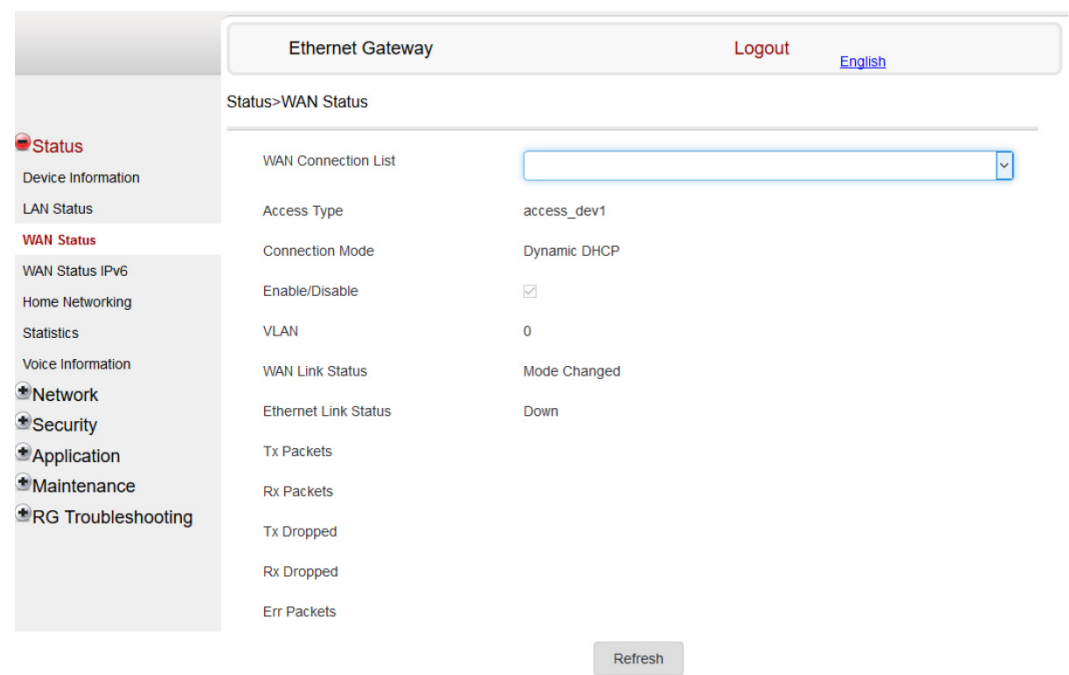 Ethernet Gateway
Logout
English
Status>WAN Status
Status
Device Information
LAN Status
WAN Status
WAN Status IPv6
Home Networking
Statistics
Voice Information
Network
Security
Application
Maintenance
RG Troubleshooting
WAN Connection List
Access Type access_dev1
Connection Mode Dynamic DHCP
Enable/Disable
VLAN 0
WAN Link Status Mode Changed
Ethernet Link Status Down
Tx Packets
Rx Packets
Tx Dropped
Rx Dropped
Err Packets
Refresh